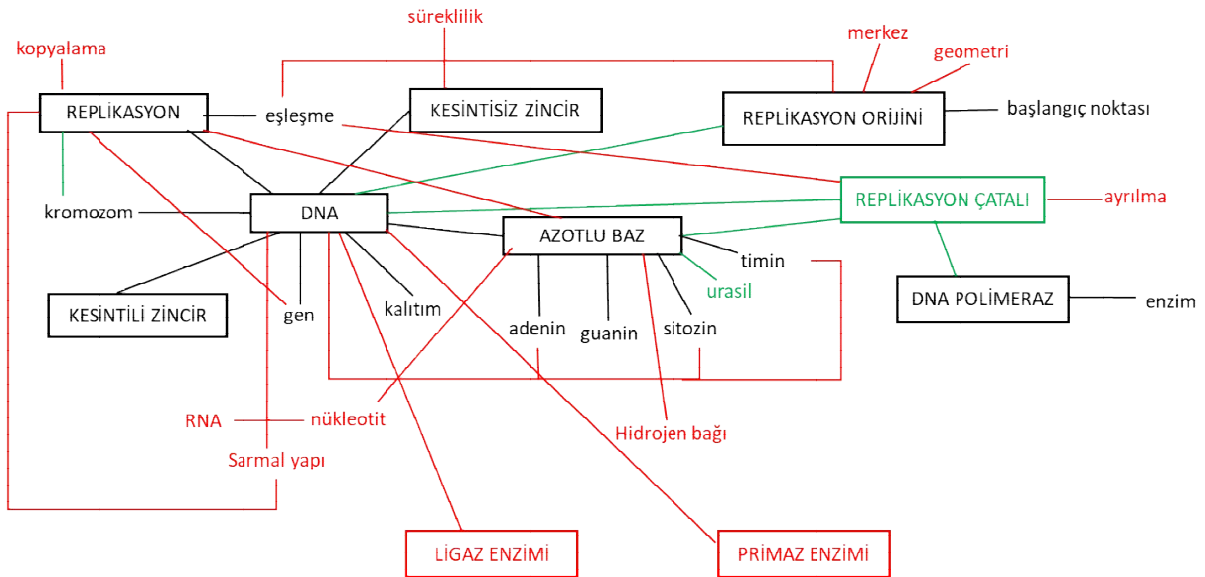 süreklilik
kopyalama
merkez
geometri
REPLİKASYON
eşleşme
KESİNTİSİZ ZİNCİR
REPLİKASYON ORİJİNİ
başlangıç noktası
kromozom
DNA
AZOTLU BAZ
REPLİKASYON ÇATALI
ayrılma
timin
urasil
KESİNTİLİ ZİNCİR
gen
kalıtım
adenin
guanin
sitozin
DNA POLİMERAZ
enzim
RNA
nükleotit
Hidrojen bağı
Sarmal yapı
LİGAZ ENZİMİ
PRİMAZ ENZİMİ